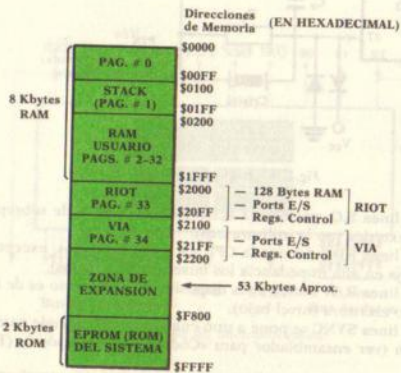 Direcciones
de Memoria (EN HEXADECIMAL)
$0000
PAG. # 0
$00FF
$0100
STACK
(PAG. # 1)
$01FF
$0200
8 Kbytes
RAM
RAM
USUARIO
PAGS. # 2-32
$1FFF
$2000
RIOT
PAG. # 33
— 128 Bytes RAM
— Ports E/S
— Regs. Control
RIOT
$20FF
$2100
VIA
PAG. # 34
— Ports E/S
— Regs. Control
VIA
$21FF
$2200
ZONA DE
EXPANSION
53 Kbytes Aprox.
$F800
2 Kbytes
ROM
EPROM (ROM)
DEL SISTEMA
$FFFF